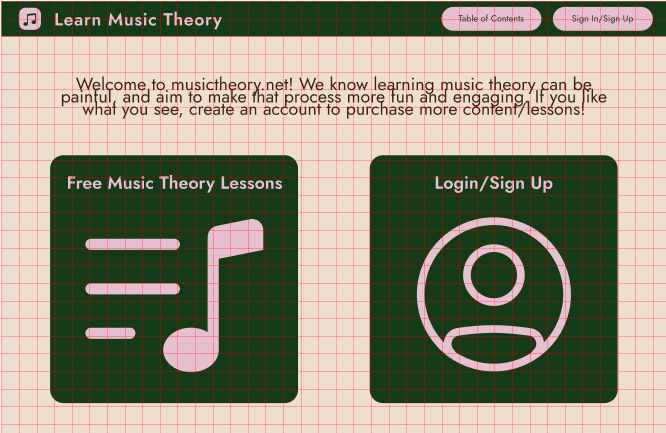 Learn Music Theory
Table of Contents
Sign In/Sign Up
Welcome to musictheory.net! We know learning music theory can be
painful, and aim to make that process more fun and engaging. If you like
what you see, create an account to purchase more content/lessons!
Free Music Theory Lessons
Login/Sign Up